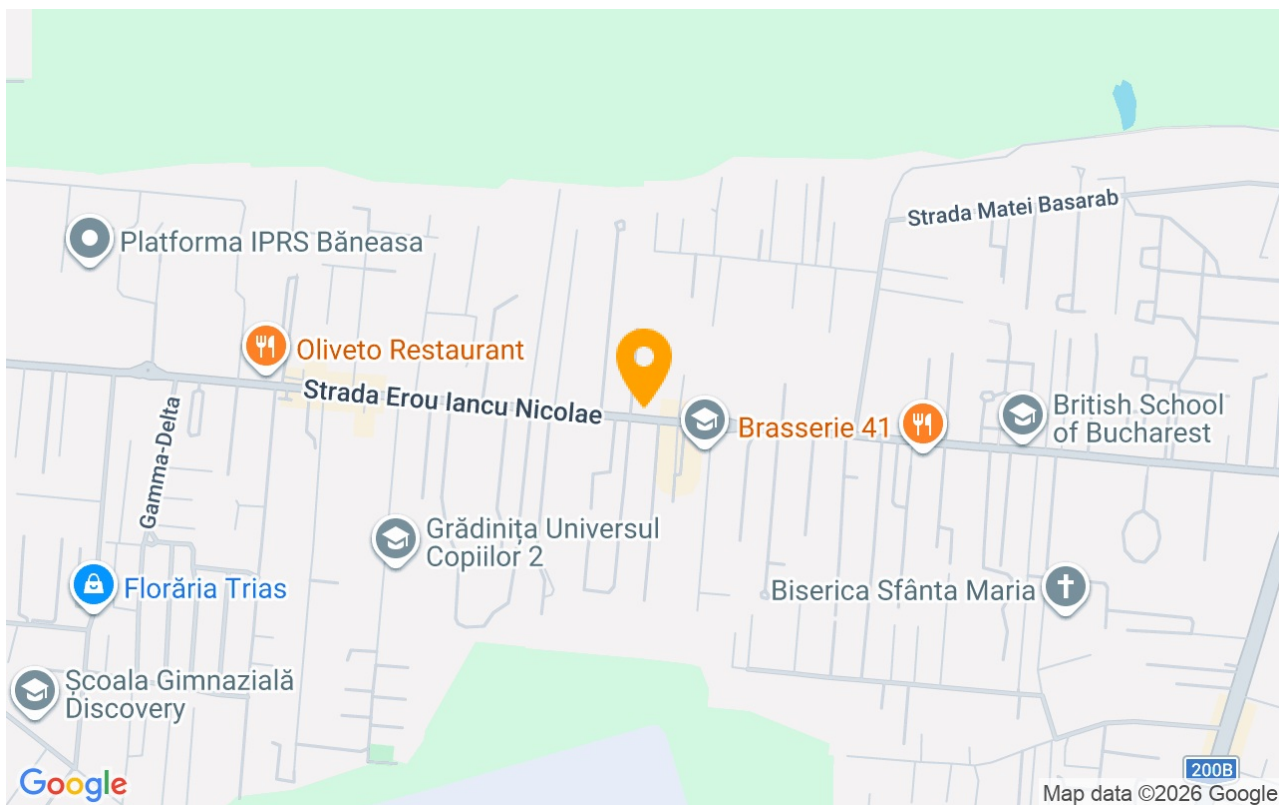 Strada Matei Basarab
Platforma IPRS Băneasa
Oliveto Restaurant
Strada Erou Iancu Nicolae
Brasserie 41
British School
of Bucharest
Gamma-Delta
Grădinița Universul
Copiilor 2
Florăria Trias
Biserica Sfânta Maria
Școala Gimnazială
Discovery
200B
Google
Map data ©2026 Google